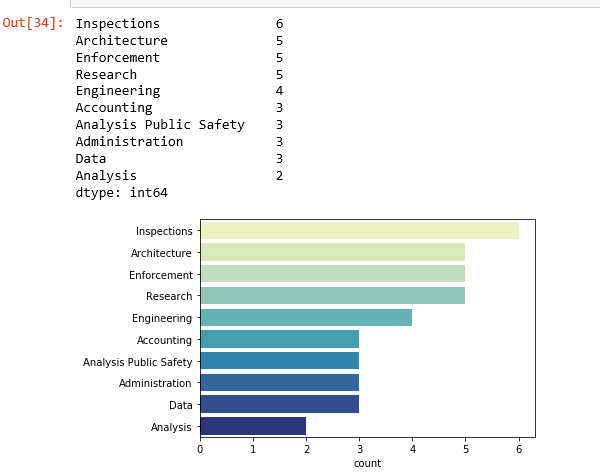 Out[34]: Inspections 6
Architecture 5
Enforcement 5
Research 5
Engineering 4
Accounting 3
Analysis Public Safety 3
Administration 3
Data 3
Analysis 2
dtype: int64
Inspections
Architecture
Enforcement
Research
Engineering
Accounting
Analysis Public Safety
Administration
Data
Analysis
0 1 2 3 4 5 6
count